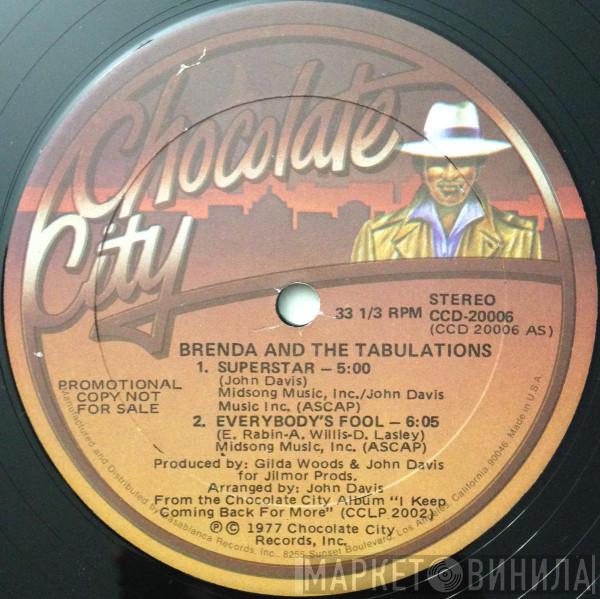 Chocolate
City
33 1/3 RPM
STEREO
CCD-20006
(CCD 20006 AS)
BRENDA AND THE TABULATIONS
1. SUPERSTAR – 5:00
(John Davis)
Midsong Music, Inc./John Davis
Music Inc. (ASCAP)
PROMOTIONAL
COPY NOT
FOR SALE
2. EVERYBODY'S FOOL – 6:05
(E. Rabin-A. Willis-D. Lasley)
Midsong Music, Inc. (ASCAP)
Produced by: Gilda Woods & John Davis
for Jilmor Prods.
Arranged by: John Davis
From the Chocolate City Album "I Keep
Coming Back For More" (CCLP 2002)
℗ © 1977 Chocolate City
Records, Inc.
Manufactured and Distributed by Casablanca Records, Inc., 8255 Sunset Boulevard, Los Angeles, California 90046. Made in U.S.A.
МАРКЕТ ВИНИЛА